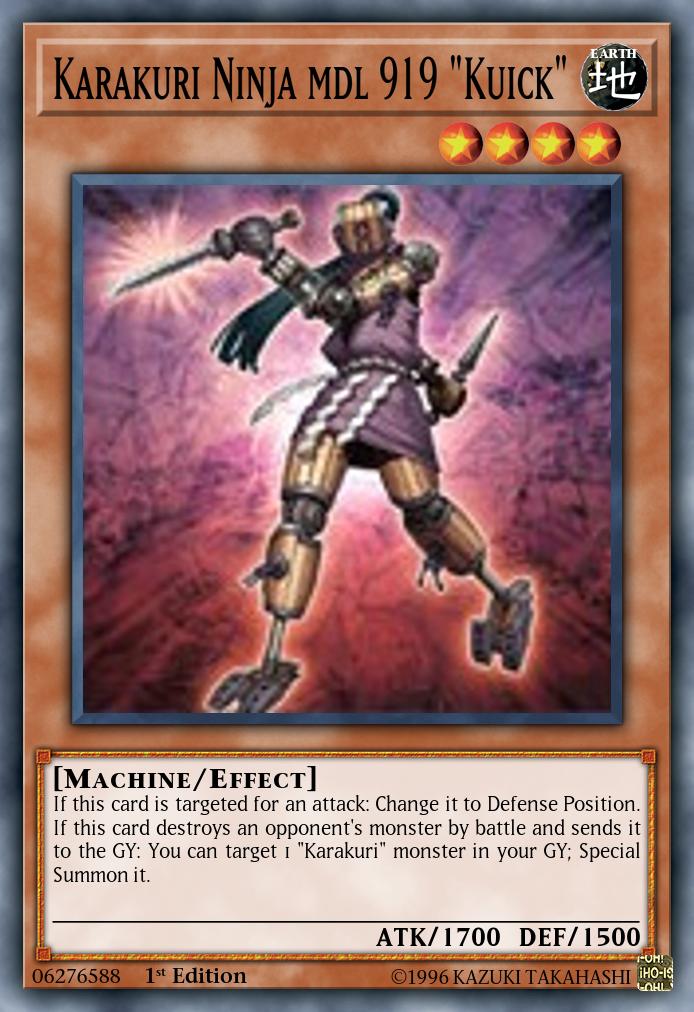 Karakuri Ninja mdl 919 "Kuick"
EARTH
地
[Machine/Effect]
If this card is targeted for an attack: Change it to Defense Position.
If this card destroys an opponent's monster by battle and sends it
to the GY: You can target 1 "Karakuri" monster in your GY; Special
Summon it.
ATK/1700 DEF/1500
06276588 1st Edition ©1996 KAZUKI TAKAHASHI